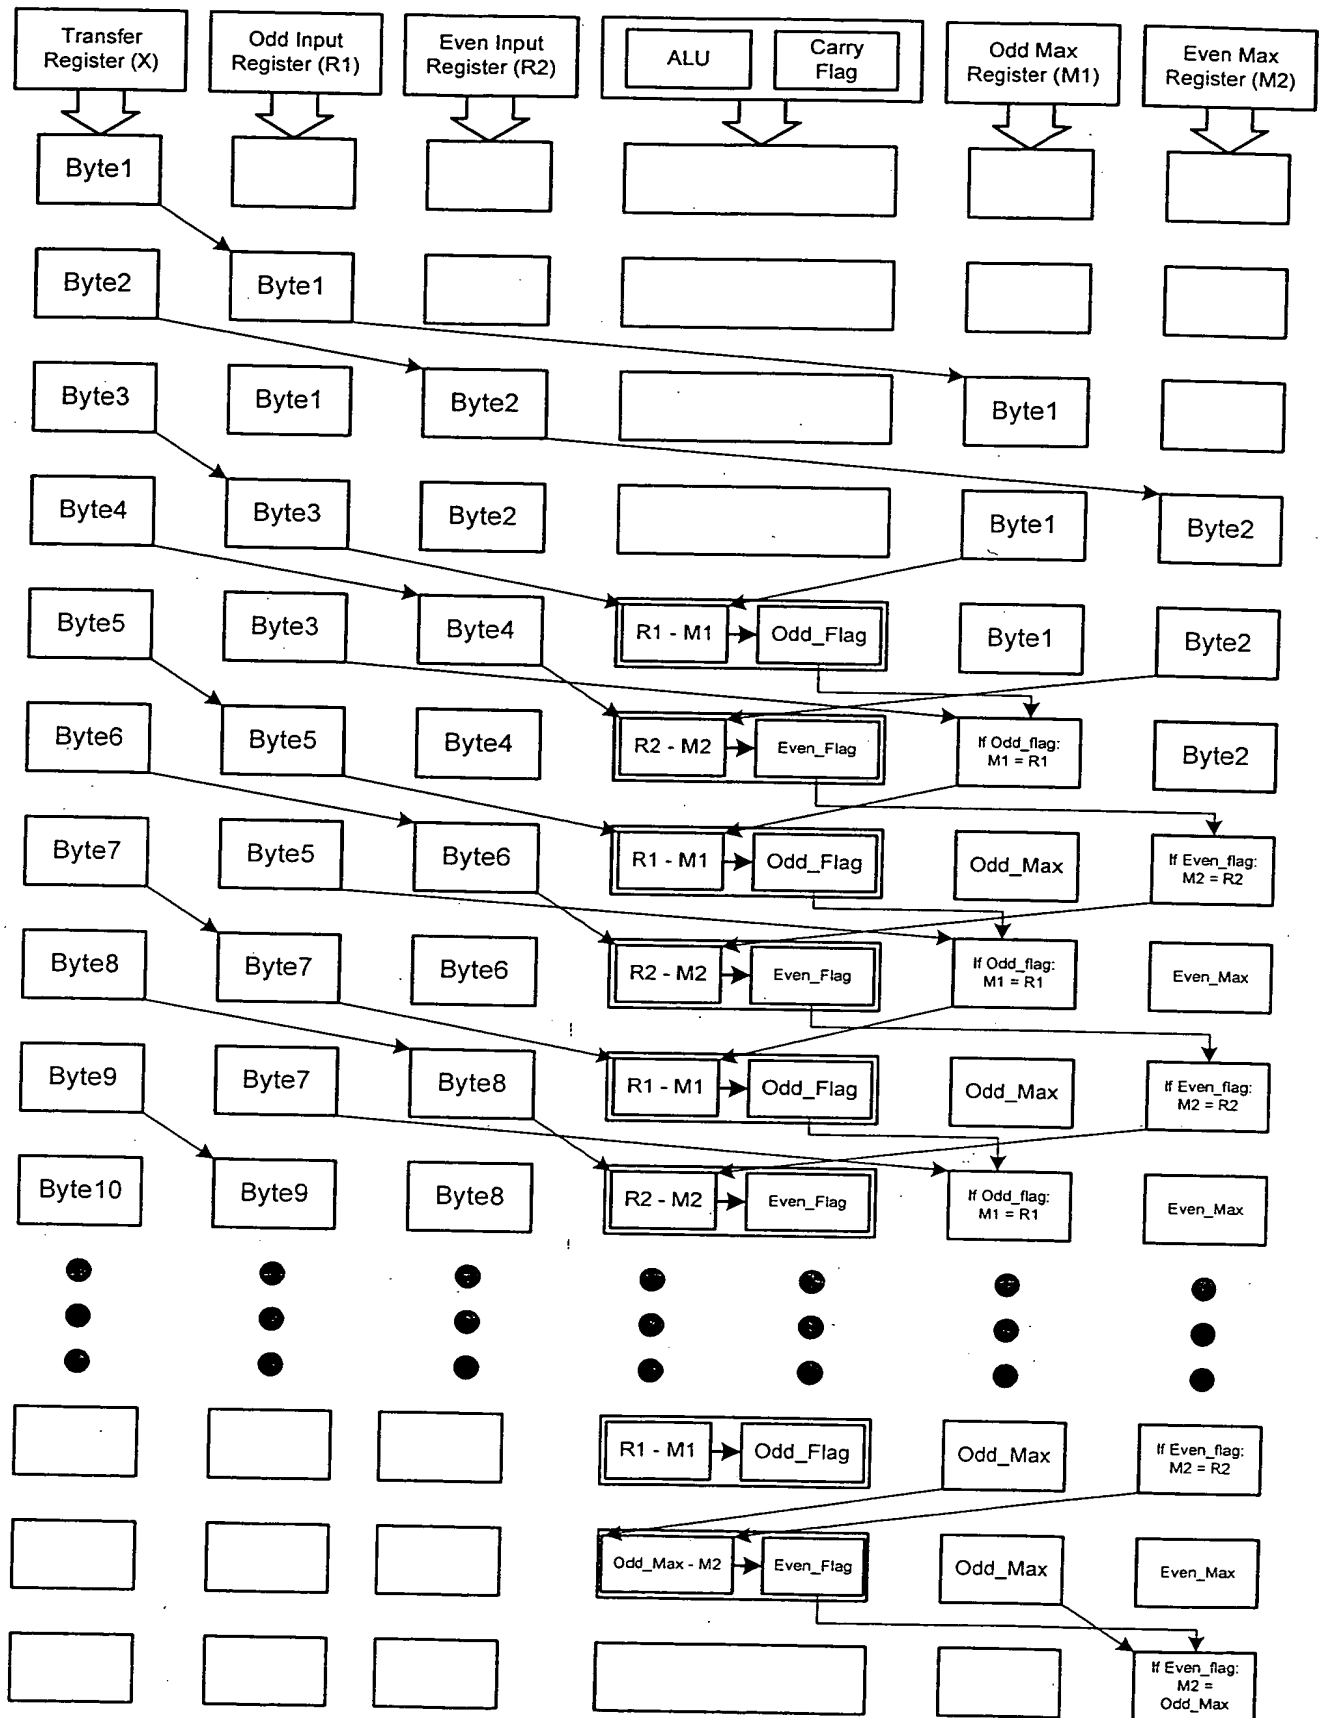 Transfer
Register (X)
Odd Input
Register (R1)
Even Input
Register (R2)
ALU
Carry
Flag
Odd Max
Register (M1)
Even Max
Register (M2)
Byte1
Byte2
Byte1
Byte3
Byte1
Byte2
Byte1
Byte4
Byte3
Byte2
Byte1
Byte2
Byte5
Byte3
Byte4
R1 - M1
Odd_Flag
Byte1
Byte2
Byte6
Byte5
Byte4
R2 - M2
Even_Flag
If Odd_flag:
M1 = R1
Byte2
Byte7
Byte5
Byte6
R1 - M1
Odd_Flag
Odd_Max
If Even_flag:
M2 = R2
Byte8
Byte7
Byte6
R2 - M2
Even_Flag
If Odd_flag:
M1 = R1
Even_Max
Byte9
Byte7
Byte8
R1 - M1
Odd_Flag
Odd_Max
If Even_flag:
M2 = R2
Byte10
Byte9
Byte8
R2 - M2
Even_Flag
If Odd_flag:
M1 = R1
Even_Max
R1 - M1
Odd_Flag
Odd_Max
If Even_flag:
M2 = R2
Odd_Max - M2
Even_Flag
Odd_Max
Even_Max
If Even_flag:
M2 =
Odd_Max